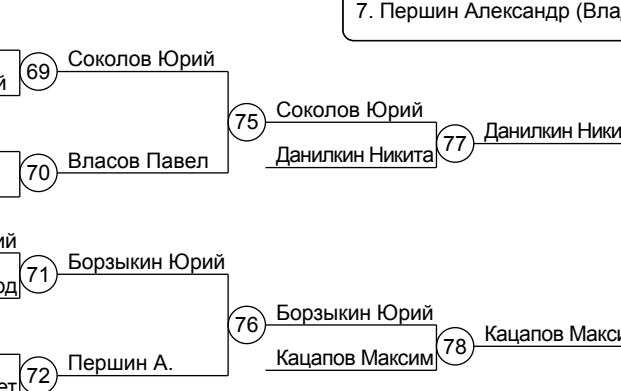 7. Першин Александр
69 Соколов Юрий
75 Соколов Юрий
77
Данилкин Никита
70 Власов Павел
71 Борзыкин Юрий
76 Борзыкин Юрий
78
Кацапов Максим
72 Першин А.